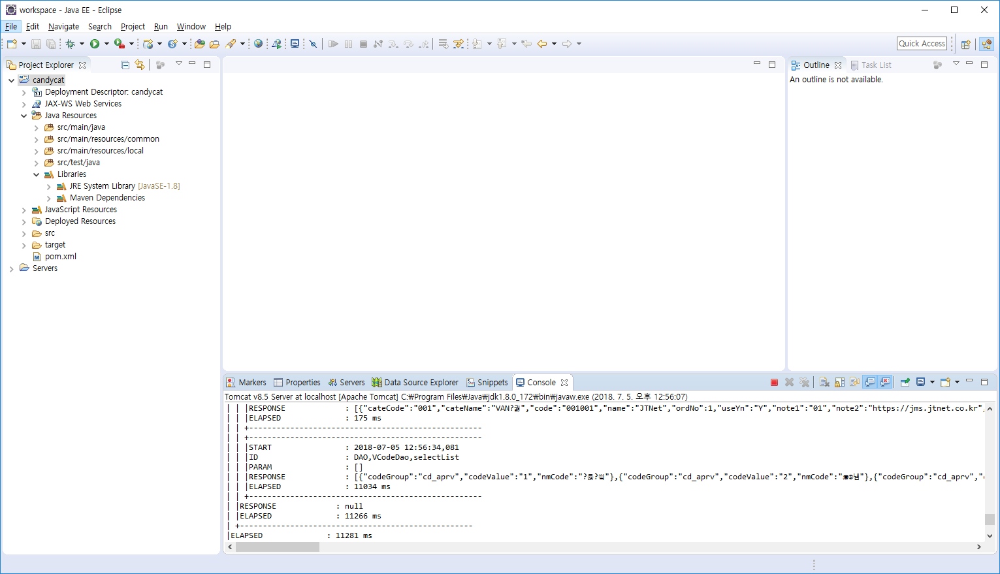 workspace - Java EE - Eclipse
File Edit Navigate Search Project Run Window Help
Quick Access
Project Explorer
candycat
Deployment Descriptor: candycat
JAX-WS Web Services
Java Resources
src/main/java
src/main/resources/common
src/main/resources/local
src/test/java
Libraries
JRE System Library [JavaSE-1.8]
Maven Dependencies
JavaScript Resources
Deployed Resources
src
target
pom.xml
Servers
Outline Task List
An outline is not available.
Markers Properties Servers Data Source Explorer Snippets Console
Tomcat v8.5 Server at localhost [Apache Tomcat] C:₩Program Files₩Java₩jdk1.8.0_172₩bin₩javaw.exe (2018. 7. 5. 오후 12:56:07)
| | |RESPONSE : [{"cateCode":"001","cateName":"VAN?궗","code":"001001","name":"JTNet","ordNo":1,"useYn":"Y","note1":"01","note2":"https://jms.jtnet.co.kr"
| | |ELAPSED : 175 ms
| | +---------------------------------------------------
| | +---------------------------------------------------
| | |START : 2018-07-05 12:56:34,081
| | |ID : DAO,VCodeDao,selectList
| | |PARAM : []
| | |RESPONSE : [{"codeGroup":"cd_aprv","codeValue":"1","nmCode":"?듅?씤"},{"codeGroup":"cd_aprv","codeValue":"2","nmCode":"痍⑥냼"},{"codeGroup":"cd_aprv","
| | |ELAPSED : 11034 ms
| | +---------------------------------------------------
| |RESPONSE : null
| |ELAPSED : 11266 ms
| +---------------------------------------------------
|ELAPSED : 11281 ms